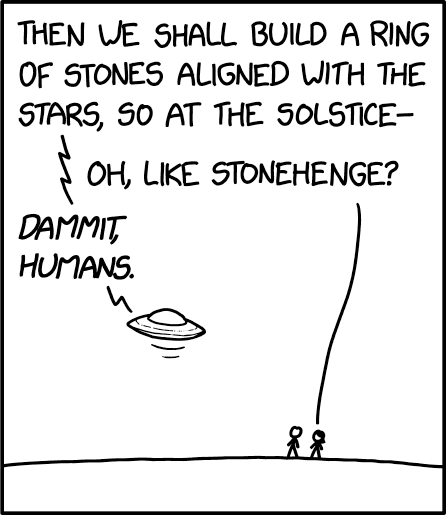 THEN WE SHALL BUILD A RING
OF STONES ALIGNED WITH THE
STARS, SO AT THE SOLSTICE—
OH, LIKE STONEHENGE?
DAMMIT,
HUMANS.